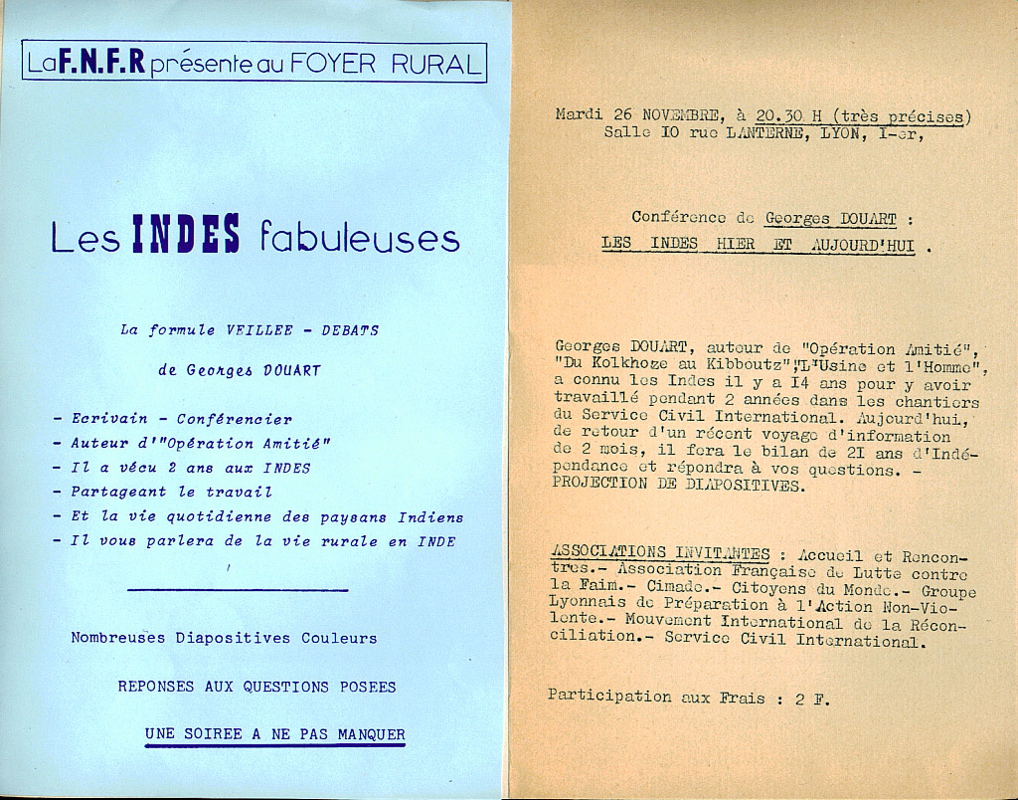 La F.N.F.R présente au FOYER RURAL
Les INDES fabuleuses
La formule VEILLEE - DEBATS
de Georges DOUART
- Ecrivain - Conférencier
- Auteur d'"Opération Amitié"
- Il a vécu 2 ans aux INDES
- Partageant le travail
- Et la vie quotidienne des paysans Indiens
- Il vous parlera de la vie rurale en INDE
Nombreuses Diapositives Couleurs
REPONSES AUX QUESTIONS POSEES
UNE SOIREE A NE PAS MANQUER
Mardi 26 NOVEMBRE, à 20.30 H (très précises)
Salle IO rue LANTERNE, LYON, I-er,
Conférence de Georges DOUART :
LES INDES HIER ET AUJOURD'HUI .
Georges DOUART, auteur de "Opération Amitié",
"Du Kolkhoze au Kibboutz","L'Usine et l'Homme",
a connu les Indes il y a I4 ans pour y avoir
travaillé pendant 2 années dans les chantiers
du Service Civil International. Aujourd'hui,
de retour d'un récent voyage d'information
de 2 mois, il fera le bilan de 2I ans d'Indé-
pendance et répondra à vos questions. -
PROJECTION DE DIAPOSITIVES.
ASSOCIATIONS INVITANTES : Accueil et Rencon-
tres.- Association Française de Lutte contre
la Faim.- Cimade.- Citoyens du Monde.- Groupe
Lyonnais de Préparation à l'Action Non-Vio-
lente.- Mouvement International de la Récon-
ciliation.- Service Civil International.
Participation aux Frais : 2 F.